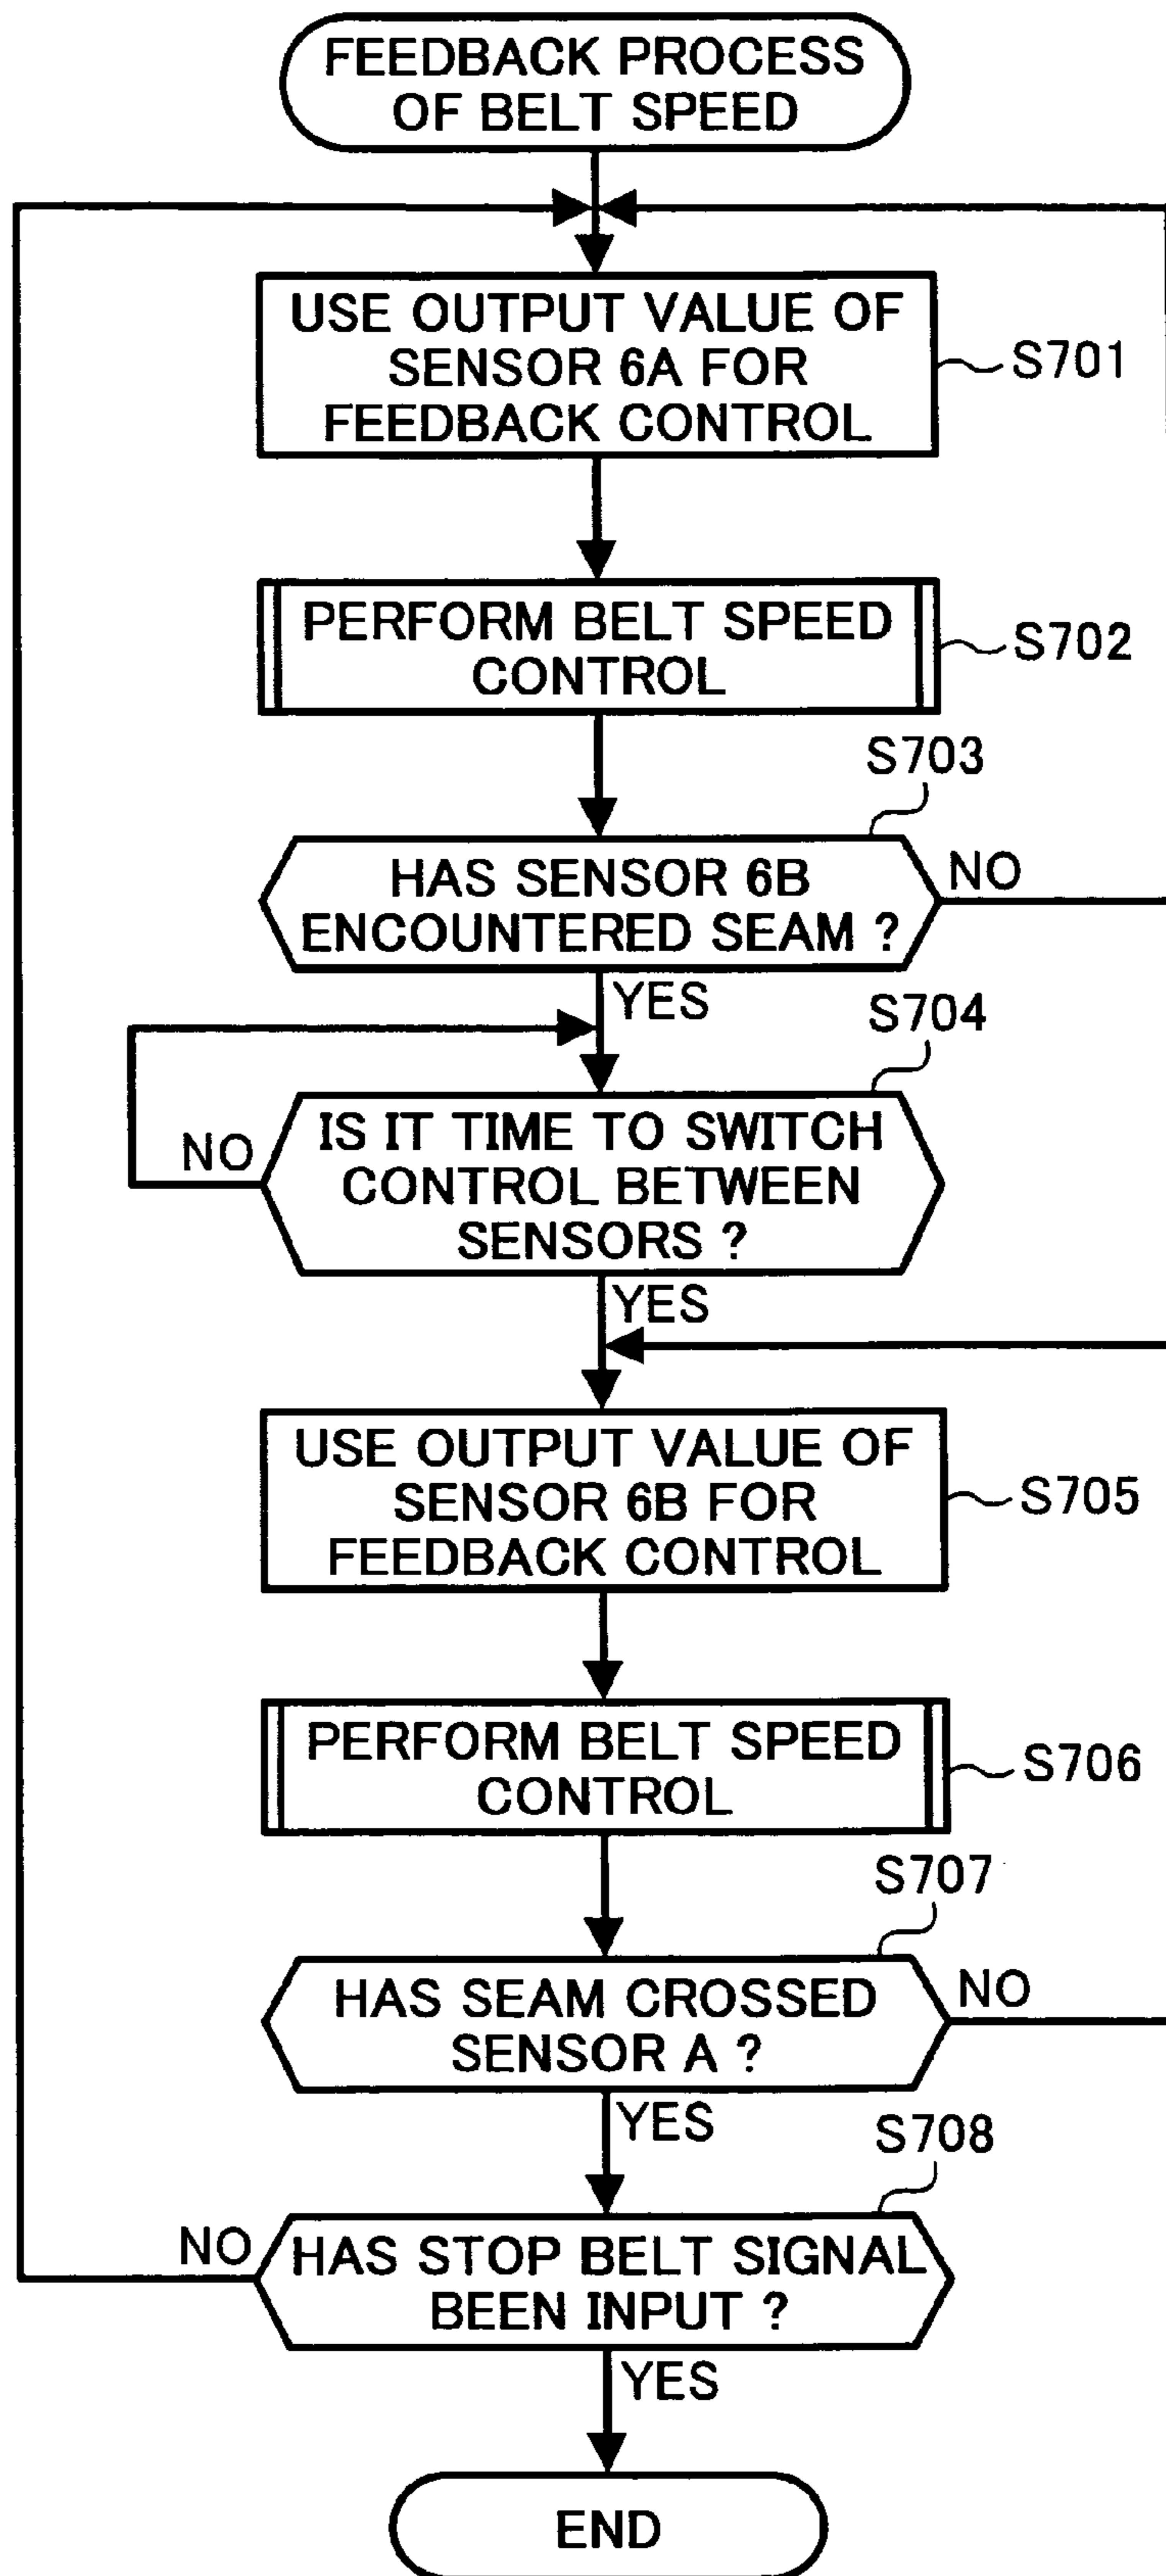 FEEDBACK PROCESS
OF BELT SPEED
USE OUTPUT VALUE OF
SENSOR 6A FOR
FEEDBACK CONTROL
S701
PERFORM BELT SPEED
CONTROL
S702
S703
HAS SENSOR 6B
ENCOUNTERED SEAM ?
NO
YES
S704
IS IT TIME TO SWITCH
CONTROL BETWEEN
SENSORS ?
NO
YES
USE OUTPUT VALUE OF
SENSOR 6B FOR
FEEDBACK CONTROL
S705
PERFORM BELT SPEED
CONTROL
S706
S707
HAS SEAM CROSSED
SENSOR A ?
NO
YES
S708
NO
HAS STOP BELT SIGNAL
BEEN INPUT ?
YES
END